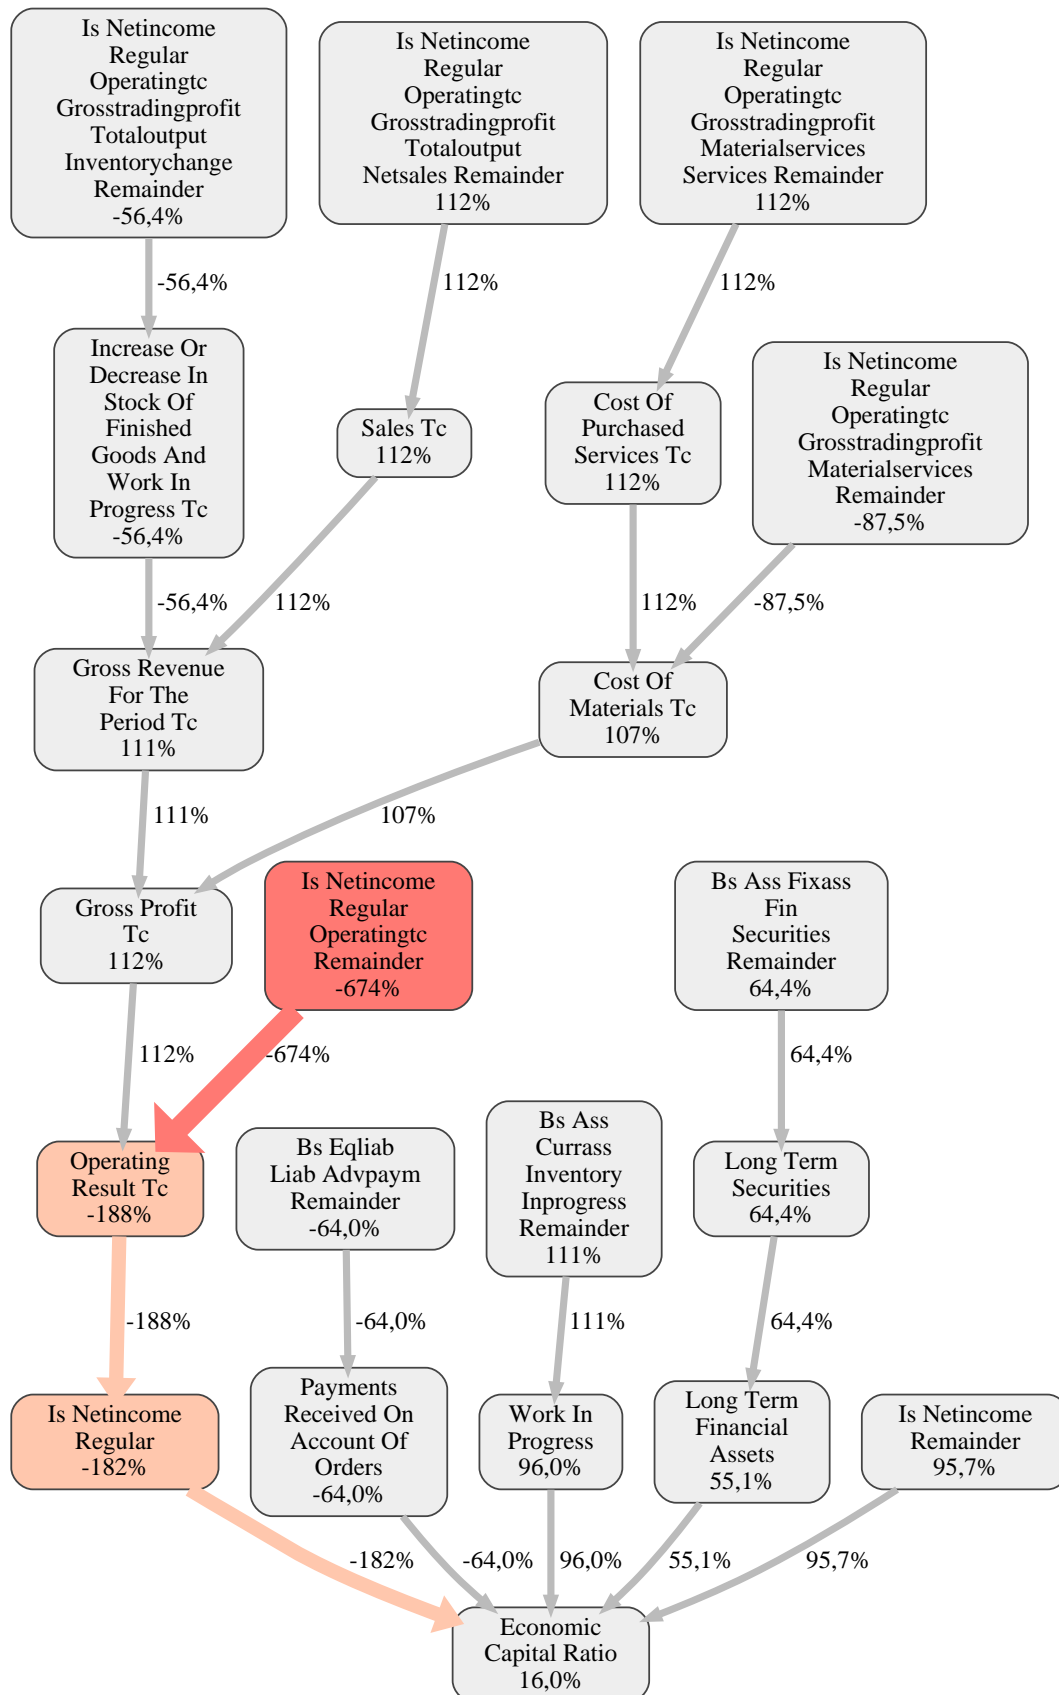 Is Netincome
Regular
Operatingtc
Grosstradingprofit
Totaloutput
Inventorychange
Remainder
-56,4%
Is Netincome
Regular
Operatingtc
Grosstradingprofit
Totaloutput
Netsales Remainder
112%
Is Netincome
Regular
Operatingtc
Grosstradingprofit
Materialservices
Services Remainder
112%
-56,4%
112%
112%
Increase Or
Decrease In
Stock Of
Finished
Goods And
Work In
Progress Tc
-56,4%
Sales Tc
112%
Cost Of
Purchased
Services Tc
112%
Is Netincome
Regular
Operatingtc
Grosstradingprofit
Materialservices
Remainder
-87,5%
-56,4%
112%
112%
-87,5%
Gross Revenue
For The
Period Tc
111%
Cost Of
Materials Tc
107%
111%
107%
Gross Profit
Tc
112%
Is Netincome
Regular
Operatingtc
Remainder
-674%
Bs Ass Fixass
Fin
Securities
Remainder
64,4%
112%
-674%
64,4%
Operating
Result Tc
-188%
Bs Eqliab
Liab Advpaym
Remainder
-64,0%
Bs Ass
Currass
Inventory
Inprogress
Remainder
111%
Long Term
Securities
64,4%
-188%
-64,0%
111%
64,4%
Is Netincome
Regular
-182%
Payments
Received On
Account Of
Orders
-64,0%
Work In
Progress
96,0%
Long Term
Financial
Assets
55,1%
Is Netincome
Remainder
95,7%
-182%
-64,0%
96,0%
55,1%
95,7%
Economic
Capital Ratio
16,0%